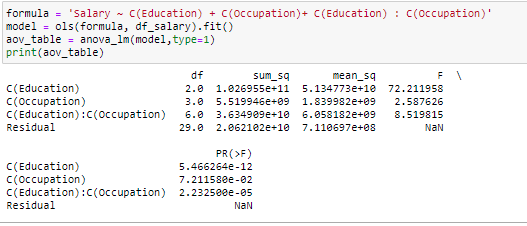 formula = 'Salary ~ C(Education) + C(Occupation)+ C(Education) : C(Occupation)'
model = ols(formula, df_salary).fit()
aov_table = anova_lm(model,type=1)
print(aov_table)
df sum_sq mean_sq F \
C(Education) 2.0 1.026955e+11 5.134773e+10 72.211958
C(Occupation) 3.0 5.519946e+09 1.839982e+09 2.587626
C(Education):C(Occupation) 6.0 3.634909e+10 6.058182e+09 8.519815
Residual 29.0 2.062102e+10 7.110697e+08 NaN
PR(>F)
C(Education) 5.466264e-12
C(Occupation) 7.211580e-02
C(Education):C(Occupation) 2.232500e-05
Residual NaN